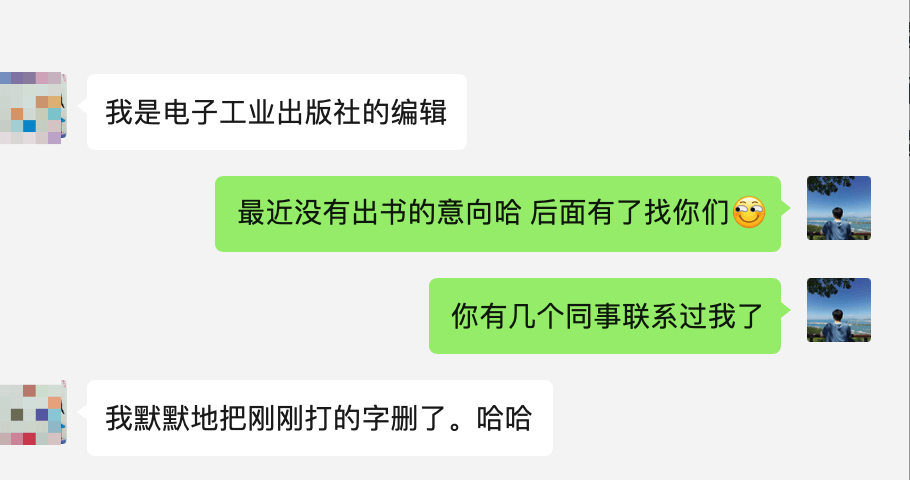 我是电子工业出版社的编辑
最近没有出书的意向哈 后面有了找你们
你有几个同事联系过我了
我默默地把刚刚打的字删了。哈哈